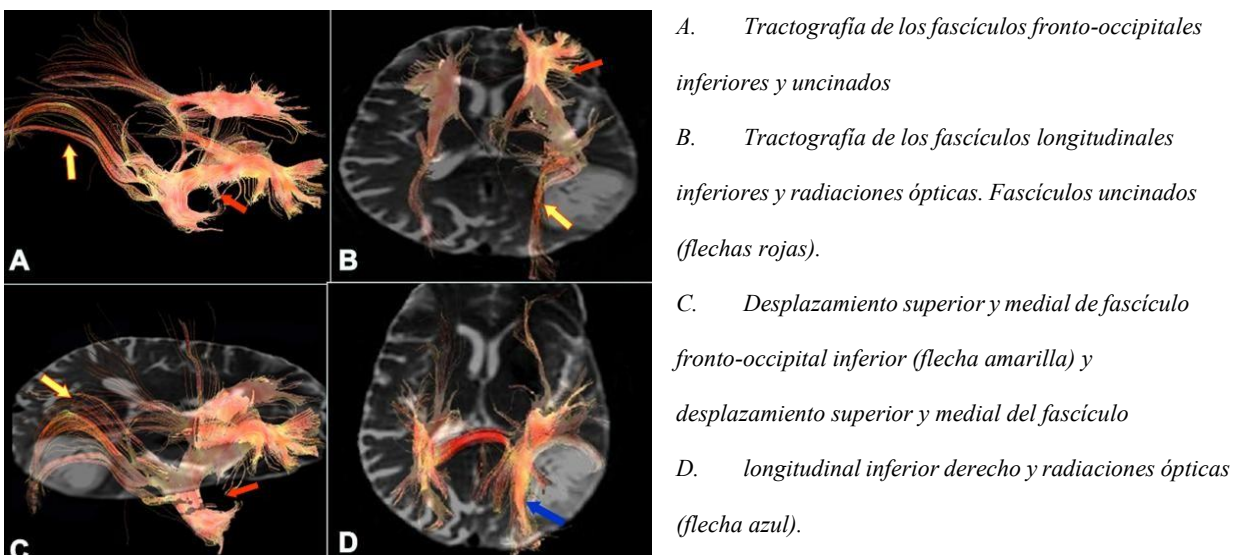 A
B
C
D
A. Tractografía de los fascículos fronto-occipitales
inferiores y uncinados
B. Tractografía de los fascículos longitudinales
inferiores y radiaciones ópticas. Fascículos uncinados
(flechas rojas).
C. Desplazamiento superior y medial de fascículo
fronto-occipital inferior (flecha amarilla) y
desplazamiento superior y medial del fascículo
D. longitudinal inferior derecho y radiaciones ópticas
(flecha azul).